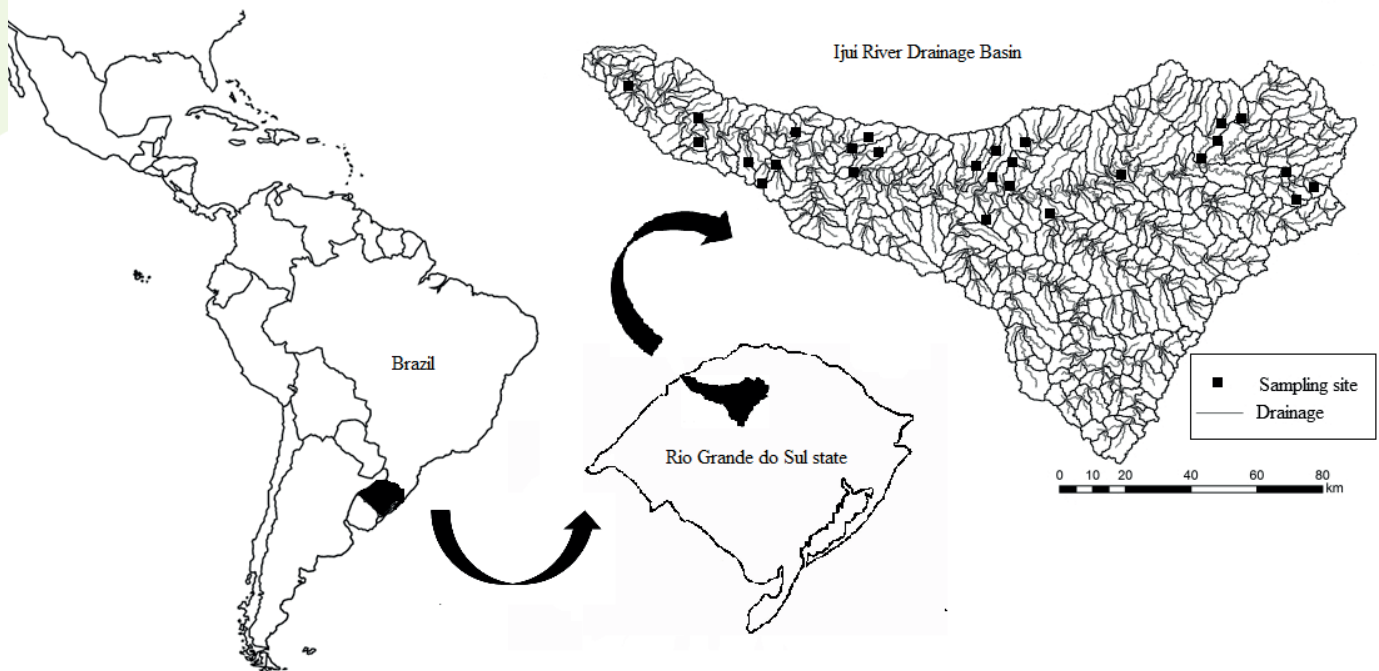 Ijui River Drainage Basin
Brazil
Rio Grande do Sul state
Sampling site
Drainage
0 10 20 40 60 80
km